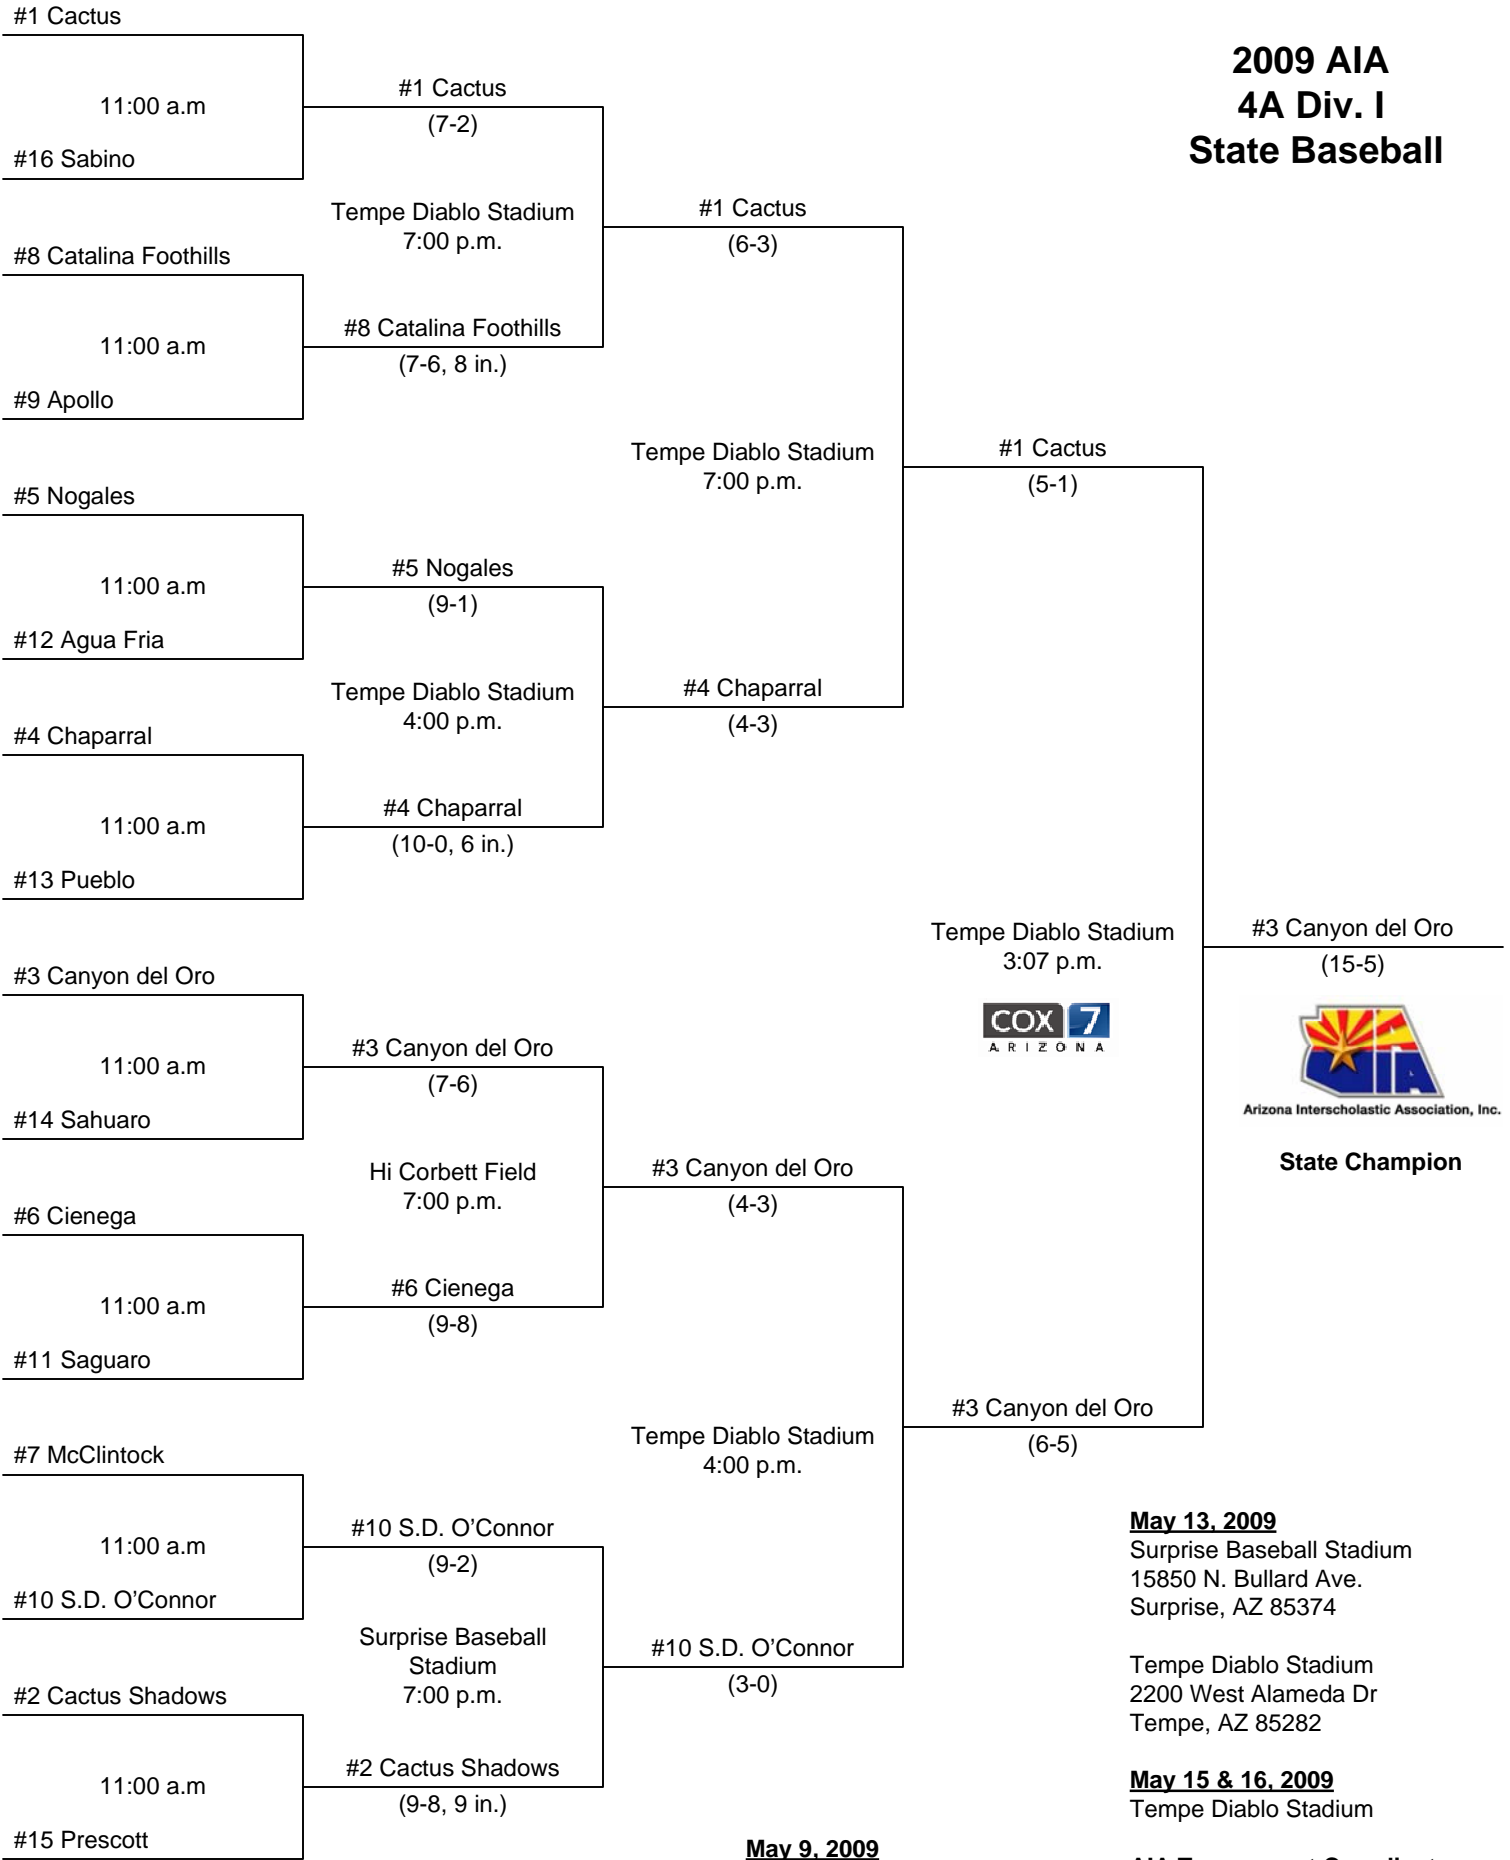 #1 Cactus
11:00 a.m
#16 Sabino
#8 Catalina Foothills
11:00 a.m
#9 Apollo
#5 Nogales
11:00 a.m
#12 Agua Fria
#4 Chaparral
11:00 a.m
#13 Pueblo
#3 Canyon del Oro
11:00 a.m
#14 Sahuaro
#6 Cienega
11:00 a.m
#11 Saguaro
#7 McClintock
11:00 a.m
#10 S.D. O’Connor
#2 Cactus Shadows
11:00 a.m
#15 Prescott
#1 Cactus
(7-2)
Tempe Diablo Stadium
7:00 p.m.
#8 Catalina Foothills
(7-6, 8 in.)
#5 Nogales
(9-1)
Tempe Diablo Stadium
4:00 p.m.
#4 Chaparral
(10-0, 6 in.)
#3 Canyon del Oro
(7-6)
Hi Corbett Field
7:00 p.m.
#6 Cienega
(9-8)
#10 S.D. O’Connor
(9-2)
Surprise Baseball
Stadium
7:00 p.m.
#2 Cactus Shadows
(9-8, 9 in.)
#1 Cactus
(6-3)
Tempe Diablo Stadium
7:00 p.m.
#4 Chaparral
(4-3)
#3 Canyon del Oro
(4-3)
Tempe Diablo Stadium
4:00 p.m.
#10 S.D. O’Connor
(3-0)
May 9, 2009
#1 Cactus
(5-1)
Tempe Diablo Stadium
3:07 p.m.
COX 7
ARIZONA
#3 Canyon del Oro
(6-5)
2009 AIA
4A Div. I
State Baseball
#3 Canyon del Oro
(15-5)
AIA
Arizona Interscholastic Association, Inc.
State Champion
May 13, 2009
Surprise Baseball Stadium
15850 N. Bullard Ave.
Surprise, AZ 85374
Tempe Diablo Stadium
2200 West Alameda Dr
Tempe, AZ 85282
May 15 & 16, 2009
Tempe Diablo Stadium